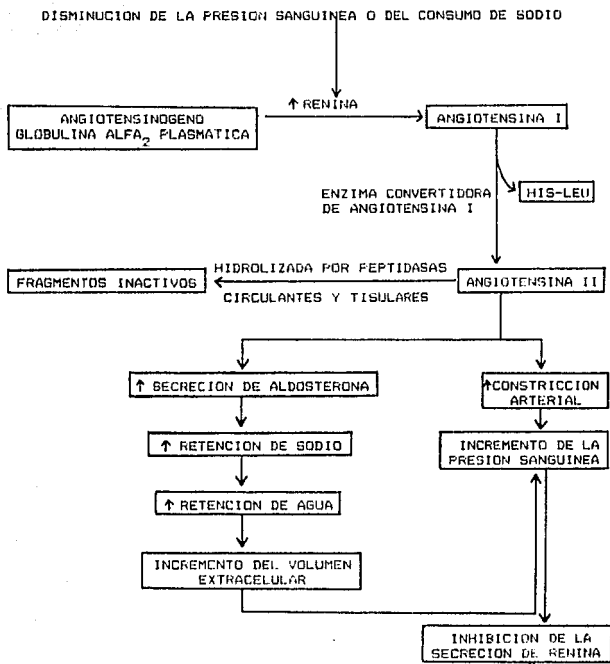 DISMINUCION DE LA PRESION SANGUINEA O DEL CONSUMO DE SODIO
↑ RENINA
ANGIOTENSINOGENO
GLOBULINA ALFA2 PLASMATICA
ANGIOTENSINA I
ENZIMA CONVERTIDORA
DE ANGIOTENSINA I
HIS-LEU
HIDROLIZADA POR PEPTIDASAS
FRAGMENTOS INACTIVOS
ANGIOTENSINA II
CIRCULANTES Y TISULARES
↑ SECRECION DE ALDOSTERONA
↑CONSTRICCION
ARTERIAL
↑ RETENCION DE SODIO
INCREMENTO DE LA
PRESION SANGUINEA
↑ RETENCION DE AGUA
INCREMENTO DEL VOLUMEN
EXTRACELULAR
INHIBICION DE LA
SECRECION DE RENINA